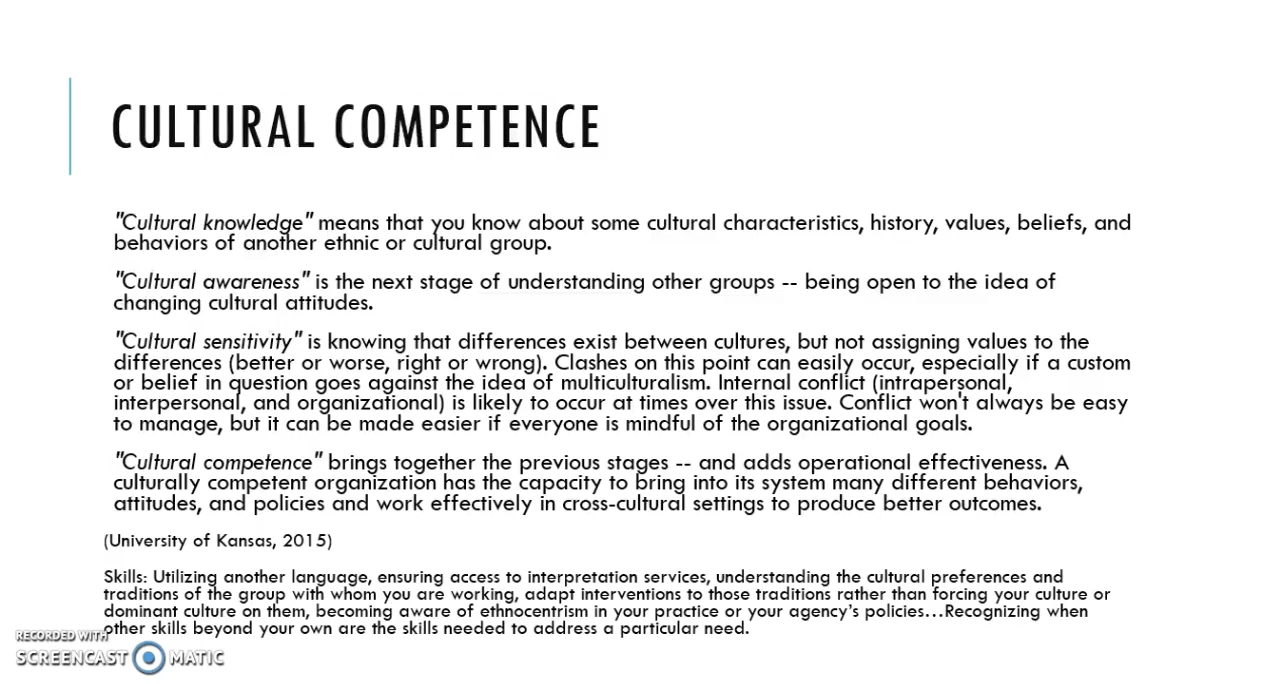 CULTURAL COMPETENCE
"Cultural knowledge" means that you know about some cultural characteristics, history, values, beliefs, and
behaviors of another ethnic or cultural group.
"Cultural awareness" is the next stage of understanding other groups -- being open to the idea of
changing cultural attitudes.
"Cultural sensitivity" is knowing that differences exist between cultures, but not assigning values to the
differences (better or worse, right or wrong). Clashes on this point can easily occur, especially if a custom
or belief in question goes against the idea of multiculturalism. Internal conflict (intrapersonal,
interpersonal, and organizational) is likely to occur at times over this issue. Conflict won't always be easy
to manage, but it can be made easier if everyone is mindful of the organizational goals.
"Cultural competence" brings together the previous stages -- and adds operational effectiveness. A
culturally competent organization has the capacity to bring into its system many different behaviors,
attitudes, and policies and work effectively in cross-cultural settings to produce better outcomes.
(University of Kansas, 2015)
Skills: Utilizing another language, ensuring access to interpretation services, understanding the cultural preferences and
traditions of the group with whom you are working, adapt interventions to those traditions rather than forcing your culture or
dominant culture on them, becoming aware of ethnocentrism in your practice or your agency's policies…Recognizing when
other skills beyond your own are the skills needed to address a particular need.
RECORDED WITH
SCREENCAST MATIC